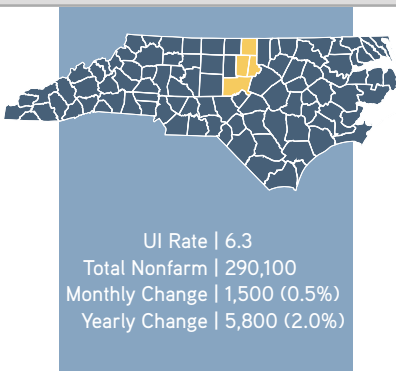 UI Rate | 6.3
Total Nonfarm | 290,100
Monthly Change | 1,500 (0.5%)
Yearly Change | 5,800 (2.0%)